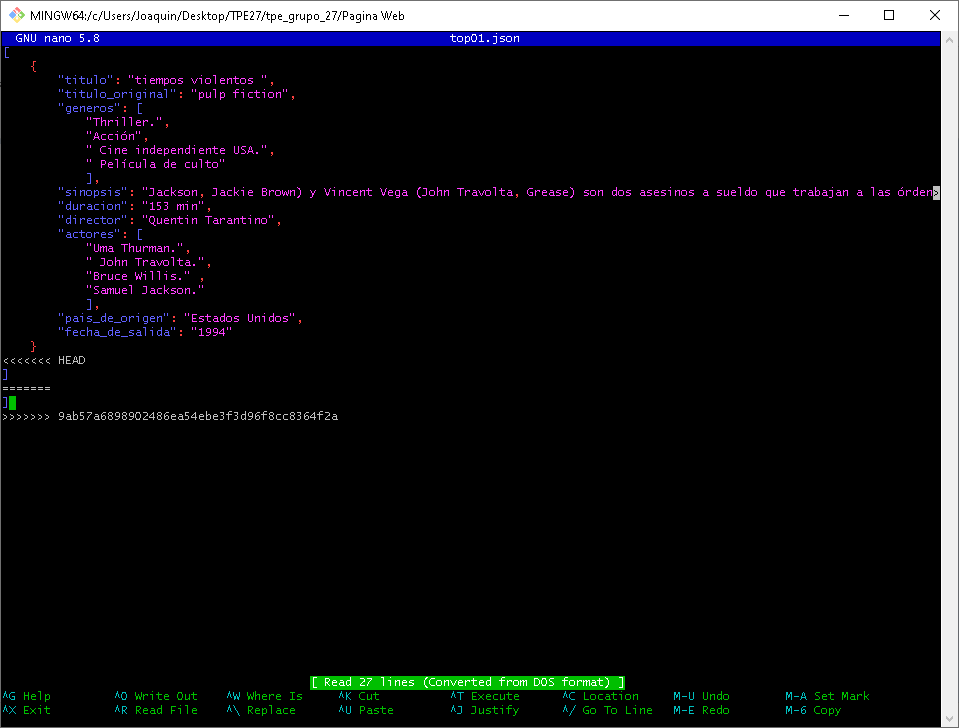 MINGW64:/c/Users/Joaquin/Desktop/TPE27/tpe_grupo_27/Pagina Web
GNU nano 5.8 top01.json
[
{
"titulo": "tiempos violentos ",
"titulo_original": "pulp fiction",
"generos": [
"Thriller.",
"Acción",
" Cine independiente USA.",
" Película de culto"
],
"sinopsis": "Jackson, Jackie Brown) y Vincent Vega (John Travolta, Grease) son dos asesinos a sueldo que trabajan a las órden>
"duracion": "153 min",
"director": "Quentin Tarantino",
"actores": [
"Uma Thurman.",
" John Travolta.",
"Bruce Willis." ,
"Samuel Jackson."
],
"pais_de_origen": "Estados Unidos",
"fecha_de_salida": "1994"
}
<<<<<<< HEAD
]
=======
]
>>>>>>> 9ab57a6898902486ea54ebe3f3d96f8cc8364f2a
[ Read 27 lines (Converted from DOS format) ]
^G Help ^O Write Out ^W Where Is ^K Cut ^T Execute ^C Location M-U Undo M-A Set Mark
^X Exit ^R Read File ^\ Replace ^U Paste ^J Justify ^/ Go To Line M-E Redo M-6 Copy